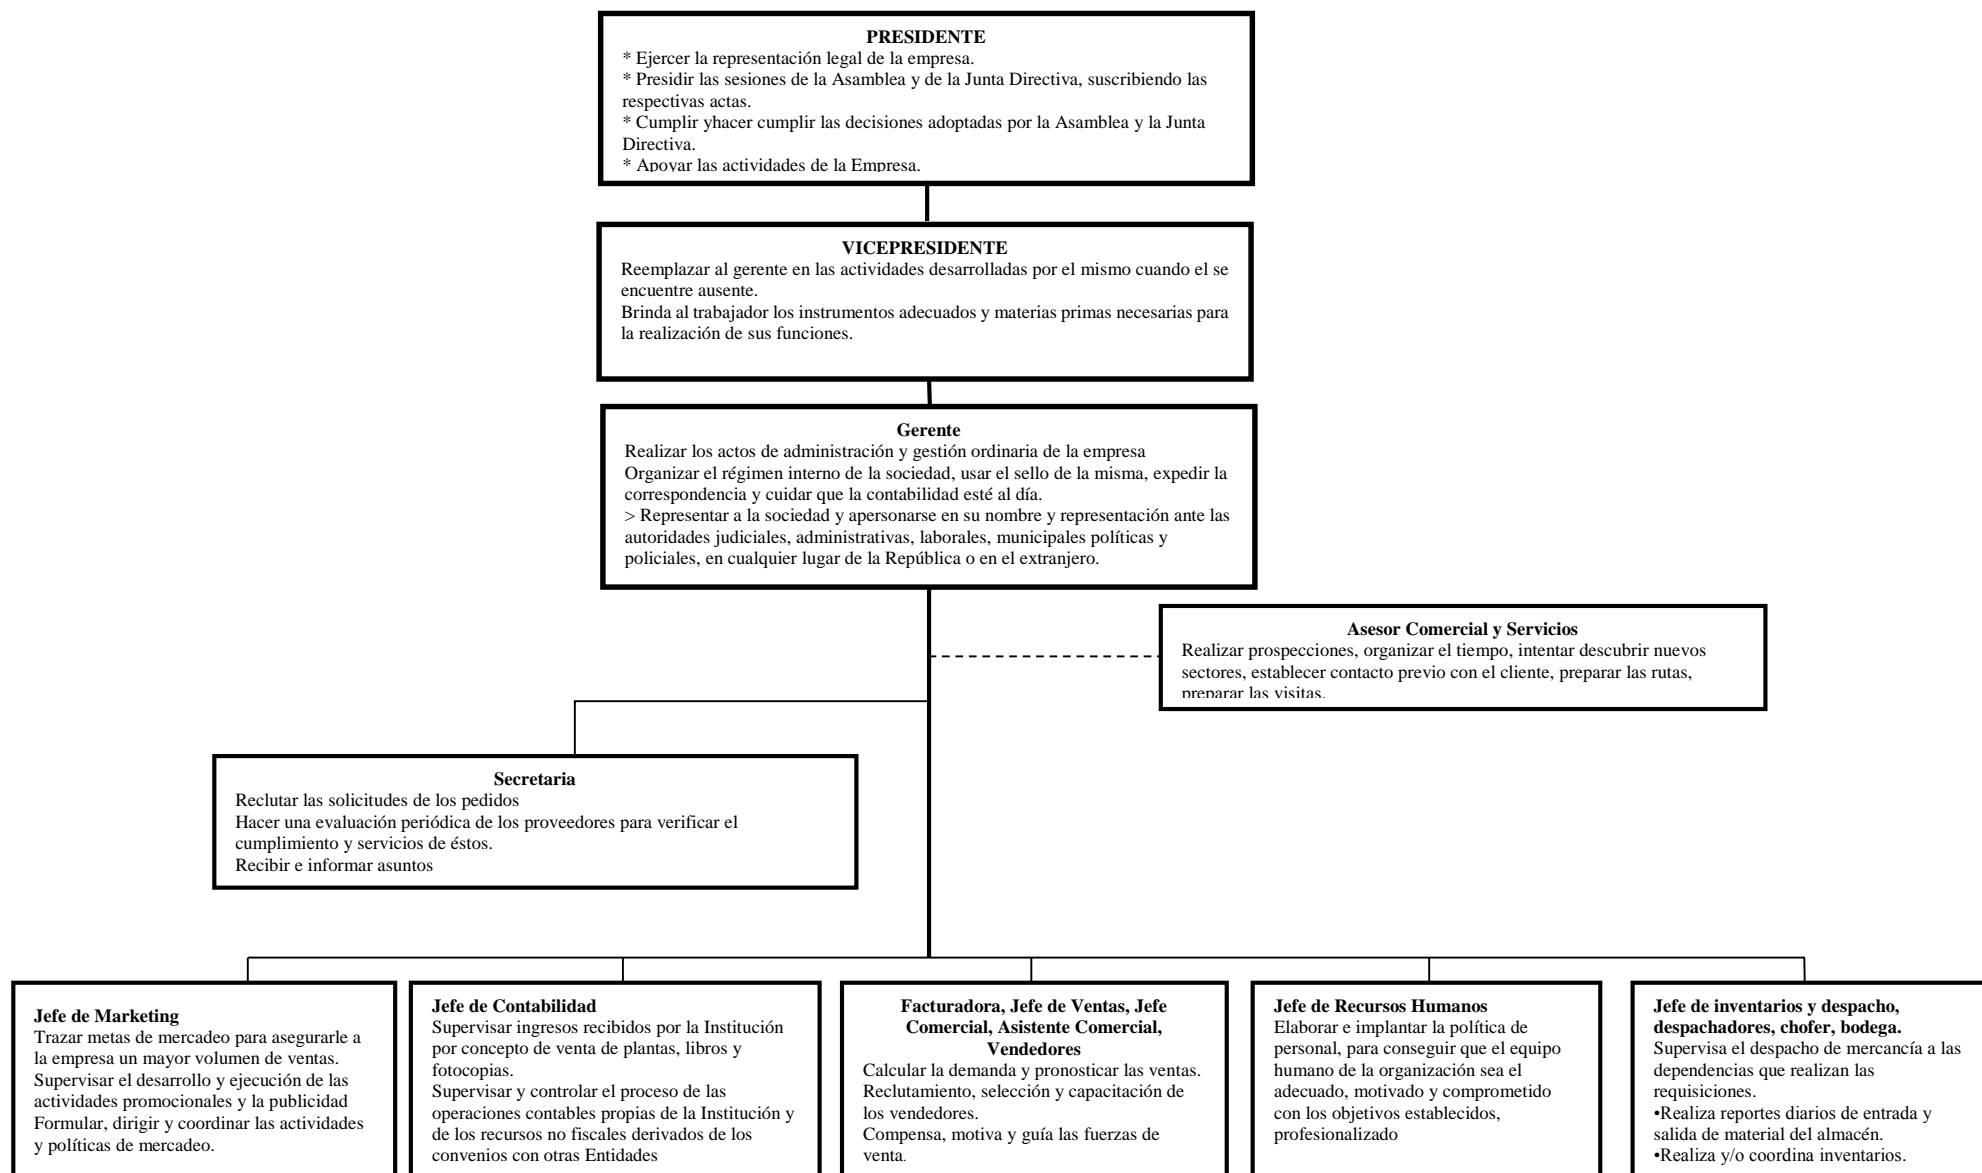 PRESIDENTE
* Ejercer la representación legal de la empresa.
* Presidir las sesiones de la Asamblea y de la Junta Directiva, suscribiendo las
respectivas actas.
* Cumplir yhacer cumplir las decisiones adoptadas por la Asamblea y la Junta
Directiva.
* Apoyar las actividades de la Empresa.
VICEPRESIDENTE
Reemplazar al gerente en las actividades desarrolladas por el mismo cuando el se
encuentre ausente.
Brinda al trabajador los instrumentos adecuados y materias primas necesarias para
la realización de sus funciones.
Gerente
Realizar los actos de administración y gestión ordinaria de la empresa
Organizar el régimen interno de la sociedad, usar el sello de la misma, expedir la
correspondencia y cuidar que la contabilidad esté al día.
> Representar a la sociedad y apersonarse en su nombre y representación ante las
autoridades judiciales, administrativas, laborales, municipales políticas y
policiales, en cualquier lugar de la República o en el extranjero.
Asesor Comercial y Servicios
Realizar prospecciones, organizar el tiempo, intentar descubrir nuevos
sectores, establecer contacto previo con el cliente, preparar las rutas,
preparar las visitas.
Secretaria
Reclutar las solicitudes de los pedidos
Hacer una evaluación periódica de los proveedores para verificar el
cumplimiento y servicios de éstos.
Recibir e informar asuntos
Jefe de Marketing
Trazar metas de mercadeo para asegurarle a
la empresa un mayor volumen de ventas.
Supervisar el desarrollo y ejecución de las
actividades promocionales y la publicidad
Formular, dirigir y coordinar las actividades
y políticas de mercadeo.
Jefe de Contabilidad
Supervisar ingresos recibidos por la Institución
por concepto de venta de plantas, libros y
fotocopias.
Supervisar y controlar el proceso de las
operaciones contables propias de la Institución y
de los recursos no fiscales derivados de los
convenios con otras Entidades
Facturadora, Jefe de Ventas, Jefe
Comercial, Asistente Comercial,
Vendedores
Calcular la demanda y pronosticar las ventas.
Reclutamiento, selección y capacitación de
los vendedores.
Compensa, motiva y guía las fuerzas de
venta.
Jefe de Recursos Humanos
Elaborar e implantar la política de
personal, para conseguir que el equipo
humano de la organización sea el
adecuado, motivado y comprometido
con los objetivos establecidos,
profesionalizado
Jefe de inventarios y despacho,
despachadores, chofer, bodega.
Supervisa el despacho de mercancía a las
dependencias que realizan las
requisiciones.
•Realiza reportes diarios de entrada y
salida de material del almacén.
•Realiza y/o coordina inventarios.